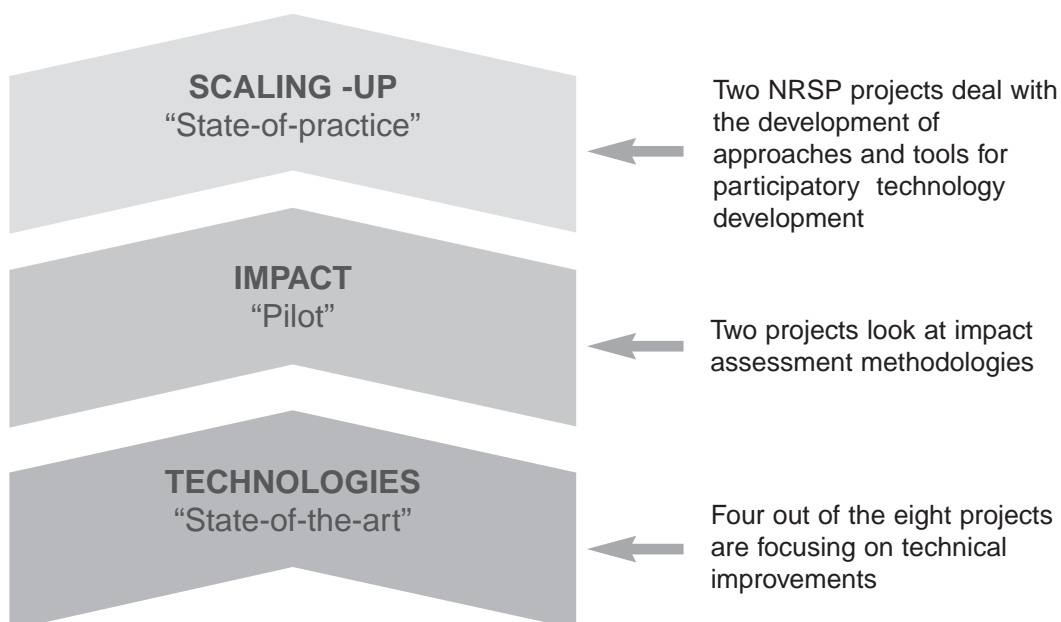 SCALING -UP
“State-of-practice”
Two NRSP projects deal with
the development of
approaches and tools for
participatory technology
development
IMPACT
“Pilot”
Two projects look at impact
assessment methodologies
TECHNOLOGIES
“State-of-the-art”
Four out of the eight projects
are focusing on technical
improvements